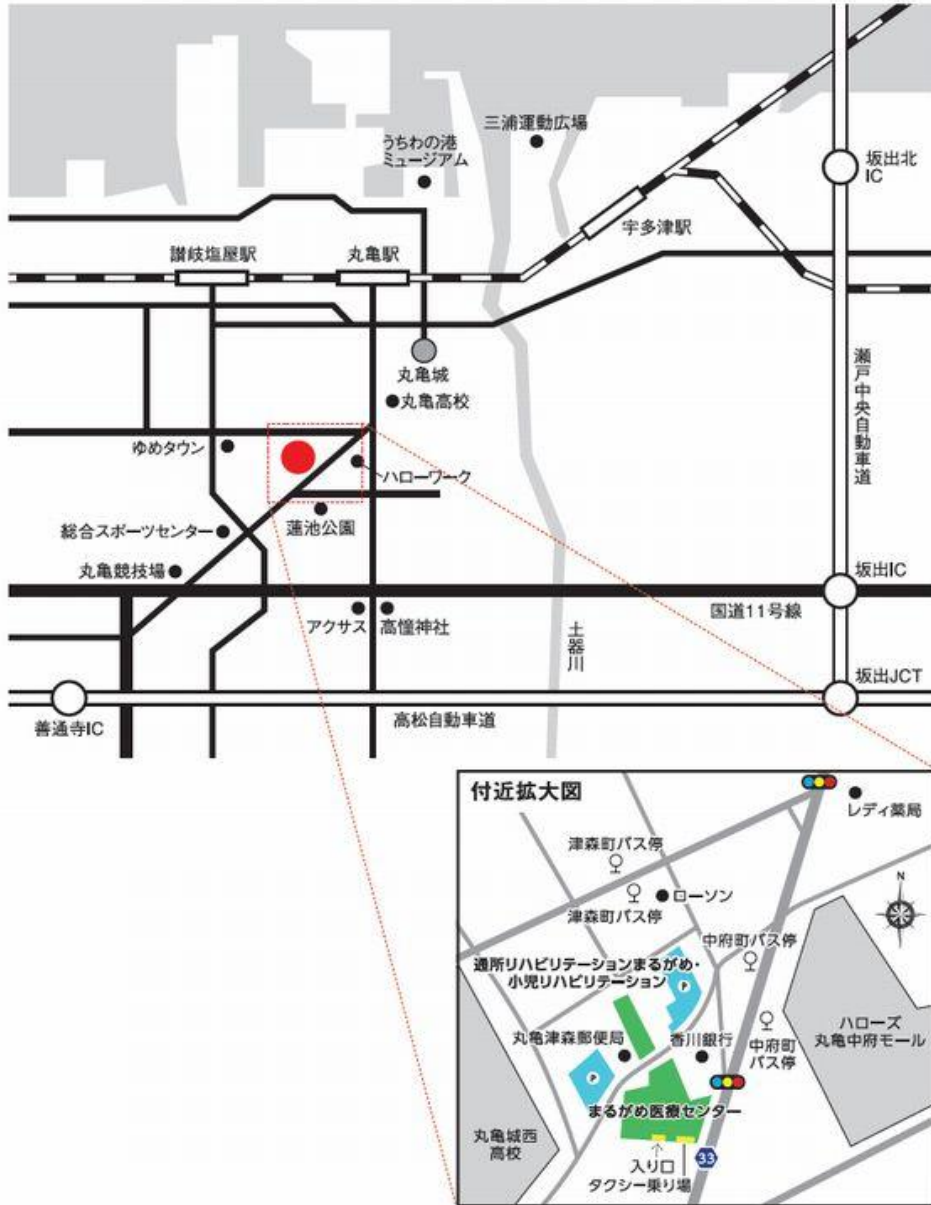 三浦運動広場
うちわの港
ミュージアム
坂出北
IC
宇多津駅
讃岐塩屋駅
丸亀駅
丸亀城
丸亀高校
瀬戸中央自動車道
ゆめタウン
ハローワーク
蓮池公園
総合スポーツセンター
丸亀競技場
坂出IC
国道11号線
アクサス
高憧神社
土器川
坂出JCT
善通寺IC
高松自動車道
付近拡大図
レディ薬局
津森町バス停
ローソン
津森町バス停
N
中府町バス停
通所リハビリテーションまるがめ・
小児リハビリテーション
P
ハローズ
丸亀中府モール
中府町
バス停
丸亀津森郵便局
香川銀行
P
まるがめ医療センター
丸亀城西
高校
33
入り口
タクシー乗り場